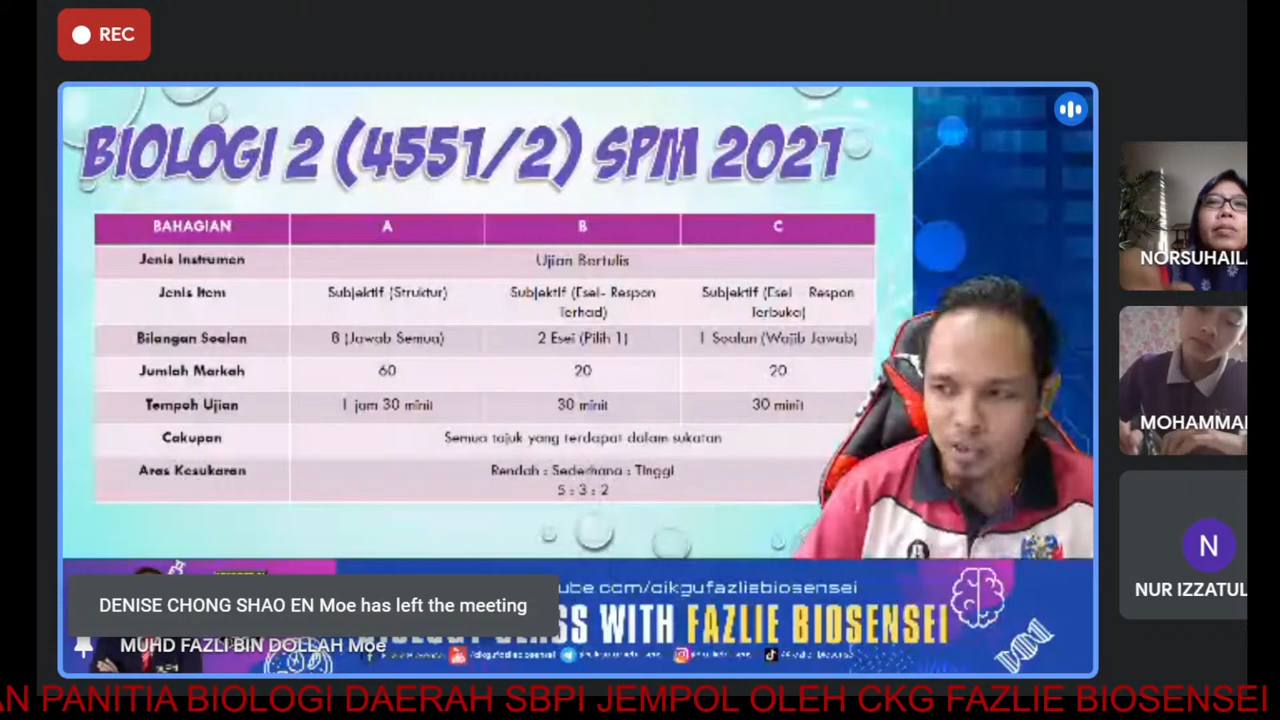 REC
BIOLOGI 2 (4551/2) SPM 2021
BAHAGIAN A B C
Jenis Instrumen Ujian Bertulis
Jenis Item Subjektif (Struktur) Subjektif (Esei- Respon Terhad) Subjektif (Esei – Respon Terbuka)
Bilangan Soalan 8 (Jawab Semua) 2 Esei (Pilih 1) 1 Soalan (Wajib Jawab)
Jumlah Markah 60 20 20
Tempoh Ujian 1 jam 30 minit 30 minit 30 minit
Cakupan Semua tajuk yang terdapat dalam sukatan
Aras Kesukaran Rendah : Sederhana : Tinggi
5 : 3 : 2
NORSUHAIL
MOHAMMA
N
NUR IZZATUL
DENISE CHONG SHAO EN Moe has left the meeting
ube com/cikgufazliebiosensei
SS WITH FAZLIE BIOSENSEI
MUHD FAZLI BIN DOLLAH Moe
AN PANITIA BIOLOGI DAERAH SBPI JEMPOL OLEH CKG FAZLIE BIOSENSEI